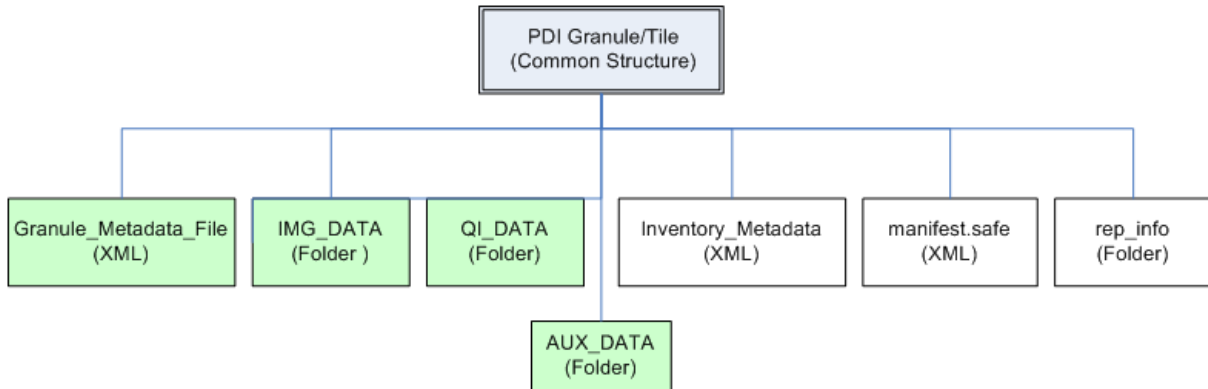 PDI Granule/Tile
(Common Structure)
Granule_Metadata_File
(XML)
IMG_DATA
(Folder )
QI_DATA
(Folder)
Inventory_Metadata
(XML)
manifest.safe
(XML)
rep_info
(Folder)
AUX_DATA
(Folder)